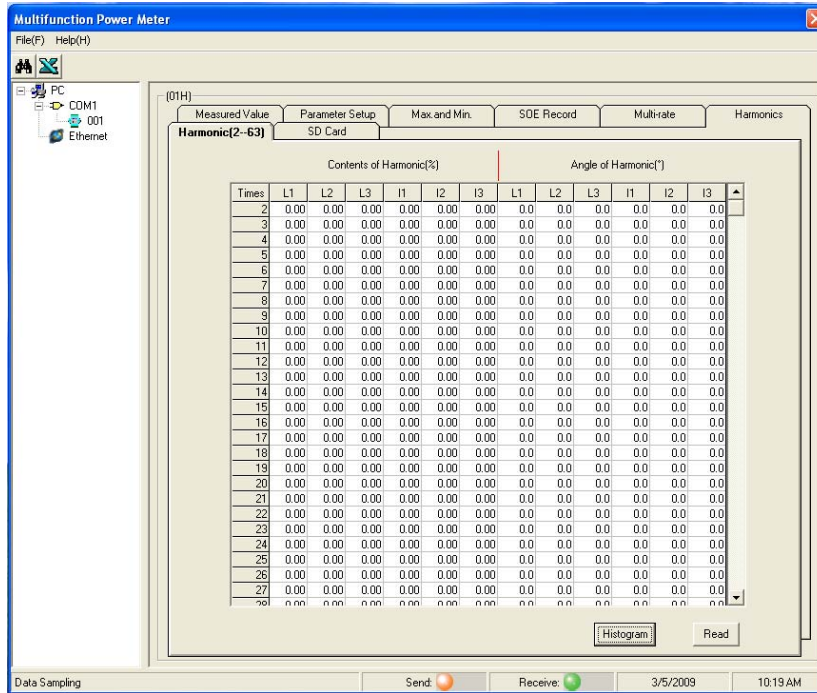 Multifunction Power Meter
File(F) Help(H)
PC
COM1
001
Ethernet
(01H)
Measured Value Parameter Setup Max.and Min. SOE Record Multi-rate Harmonics
Harmonic(2--63) SD Card
Contents of Harmonic(%) Angle of Harmonic(°)
Times L1 L2 L3 I1 I2 I3 L1 L2 L3 I1 I2 I3
2 0.00 0.00 0.00 0.00 0.00 0.00 0.0 0.0 0.0 0.0 0.0 0.0
3 0.00 0.00 0.00 0.00 0.00 0.00 0.0 0.0 0.0 0.0 0.0 0.0
4 0.00 0.00 0.00 0.00 0.00 0.00 0.0 0.0 0.0 0.0 0.0 0.0
5 0.00 0.00 0.00 0.00 0.00 0.00 0.0 0.0 0.0 0.0 0.0 0.0
6 0.00 0.00 0.00 0.00 0.00 0.00 0.0 0.0 0.0 0.0 0.0 0.0
7 0.00 0.00 0.00 0.00 0.00 0.00 0.0 0.0 0.0 0.0 0.0 0.0
8 0.00 0.00 0.00 0.00 0.00 0.00 0.0 0.0 0.0 0.0 0.0 0.0
9 0.00 0.00 0.00 0.00 0.00 0.00 0.0 0.0 0.0 0.0 0.0 0.0
10 0.00 0.00 0.00 0.00 0.00 0.00 0.0 0.0 0.0 0.0 0.0 0.0
11 0.00 0.00 0.00 0.00 0.00 0.00 0.0 0.0 0.0 0.0 0.0 0.0
12 0.00 0.00 0.00 0.00 0.00 0.00 0.0 0.0 0.0 0.0 0.0 0.0
13 0.00 0.00 0.00 0.00 0.00 0.00 0.0 0.0 0.0 0.0 0.0 0.0
14 0.00 0.00 0.00 0.00 0.00 0.00 0.0 0.0 0.0 0.0 0.0 0.0
15 0.00 0.00 0.00 0.00 0.00 0.00 0.0 0.0 0.0 0.0 0.0 0.0
16 0.00 0.00 0.00 0.00 0.00 0.00 0.0 0.0 0.0 0.0 0.0 0.0
17 0.00 0.00 0.00 0.00 0.00 0.00 0.0 0.0 0.0 0.0 0.0 0.0
18 0.00 0.00 0.00 0.00 0.00 0.00 0.0 0.0 0.0 0.0 0.0 0.0
19 0.00 0.00 0.00 0.00 0.00 0.00 0.0 0.0 0.0 0.0 0.0 0.0
20 0.00 0.00 0.00 0.00 0.00 0.00 0.0 0.0 0.0 0.0 0.0 0.0
21 0.00 0.00 0.00 0.00 0.00 0.00 0.0 0.0 0.0 0.0 0.0 0.0
22 0.00 0.00 0.00 0.00 0.00 0.00 0.0 0.0 0.0 0.0 0.0 0.0
23 0.00 0.00 0.00 0.00 0.00 0.00 0.0 0.0 0.0 0.0 0.0 0.0
24 0.00 0.00 0.00 0.00 0.00 0.00 0.0 0.0 0.0 0.0 0.0 0.0
25 0.00 0.00 0.00 0.00 0.00 0.00 0.0 0.0 0.0 0.0 0.0 0.0
26 0.00 0.00 0.00 0.00 0.00 0.00 0.0 0.0 0.0 0.0 0.0 0.0
27 0.00 0.00 0.00 0.00 0.00 0.00 0.0 0.0 0.0 0.0 0.0 0.0
Histogram Read
Data Sampling Send: Receive: 3/5/2009 10:19 AM